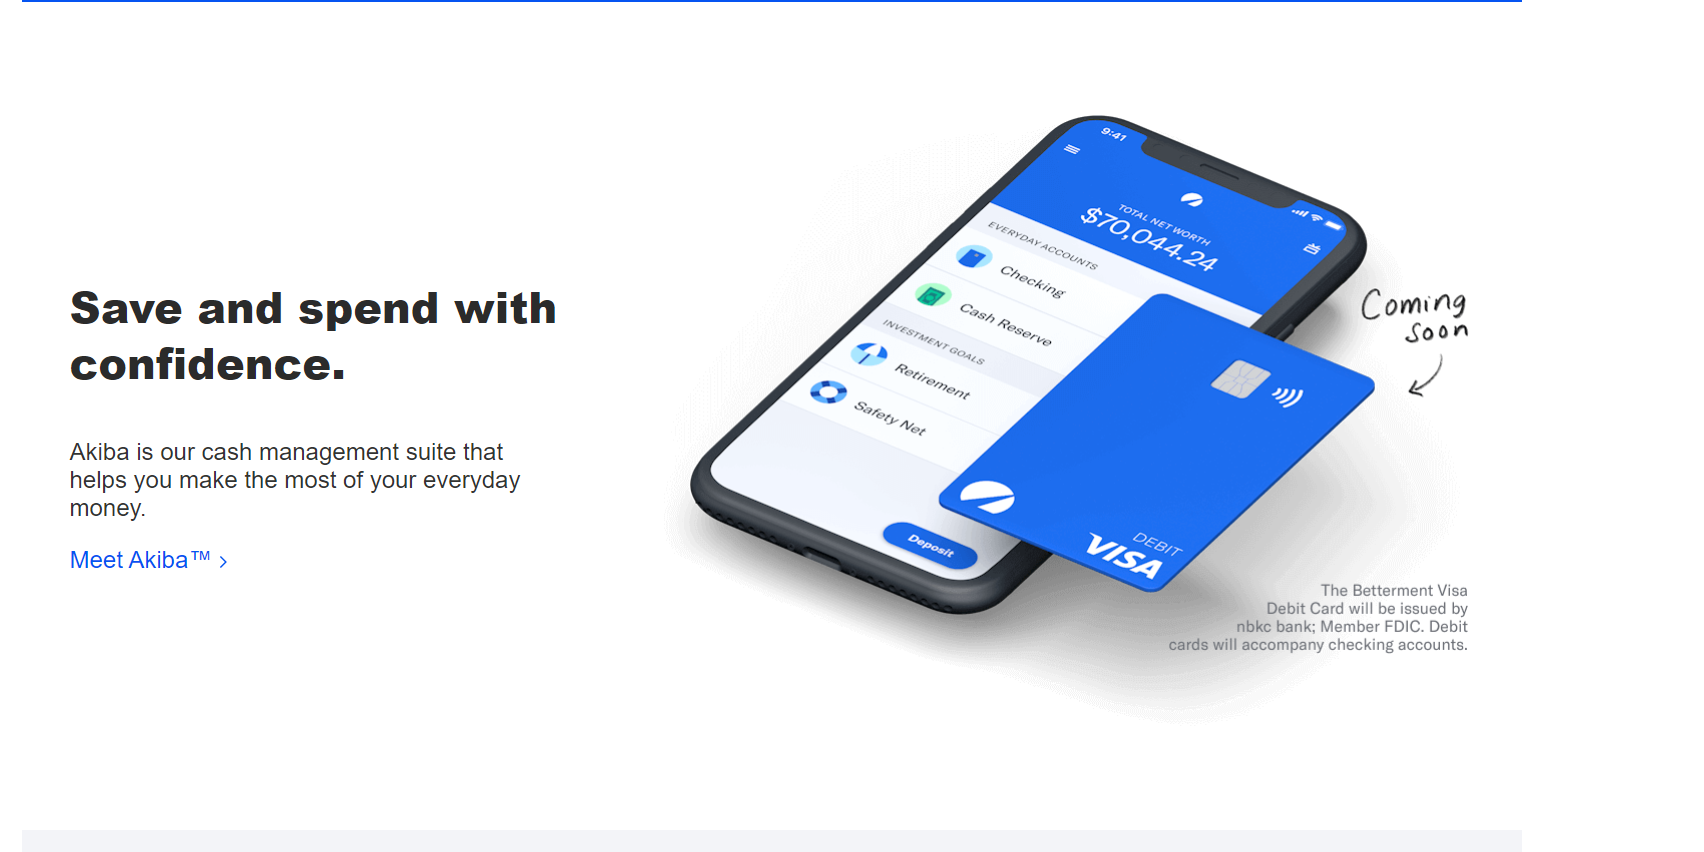 Save and spend with
confidence.
Akiba is our cash management suite that
helps you make the most of your everyday
money.
Meet Akiba™ >
9:41
TOTAL NET WORTH
$70,044.24
EVERYDAY ACCOUNTS
Checking
Cash Reserve
INVESTMENT GOALS
Retirement
Safety Net
Deposit
DEBIT
VISA
Coming
soon
The Betterment Visa
Debit Card will be issued by
nbkc bank; Member FDIC. Debit
cards will accompany checking accounts.